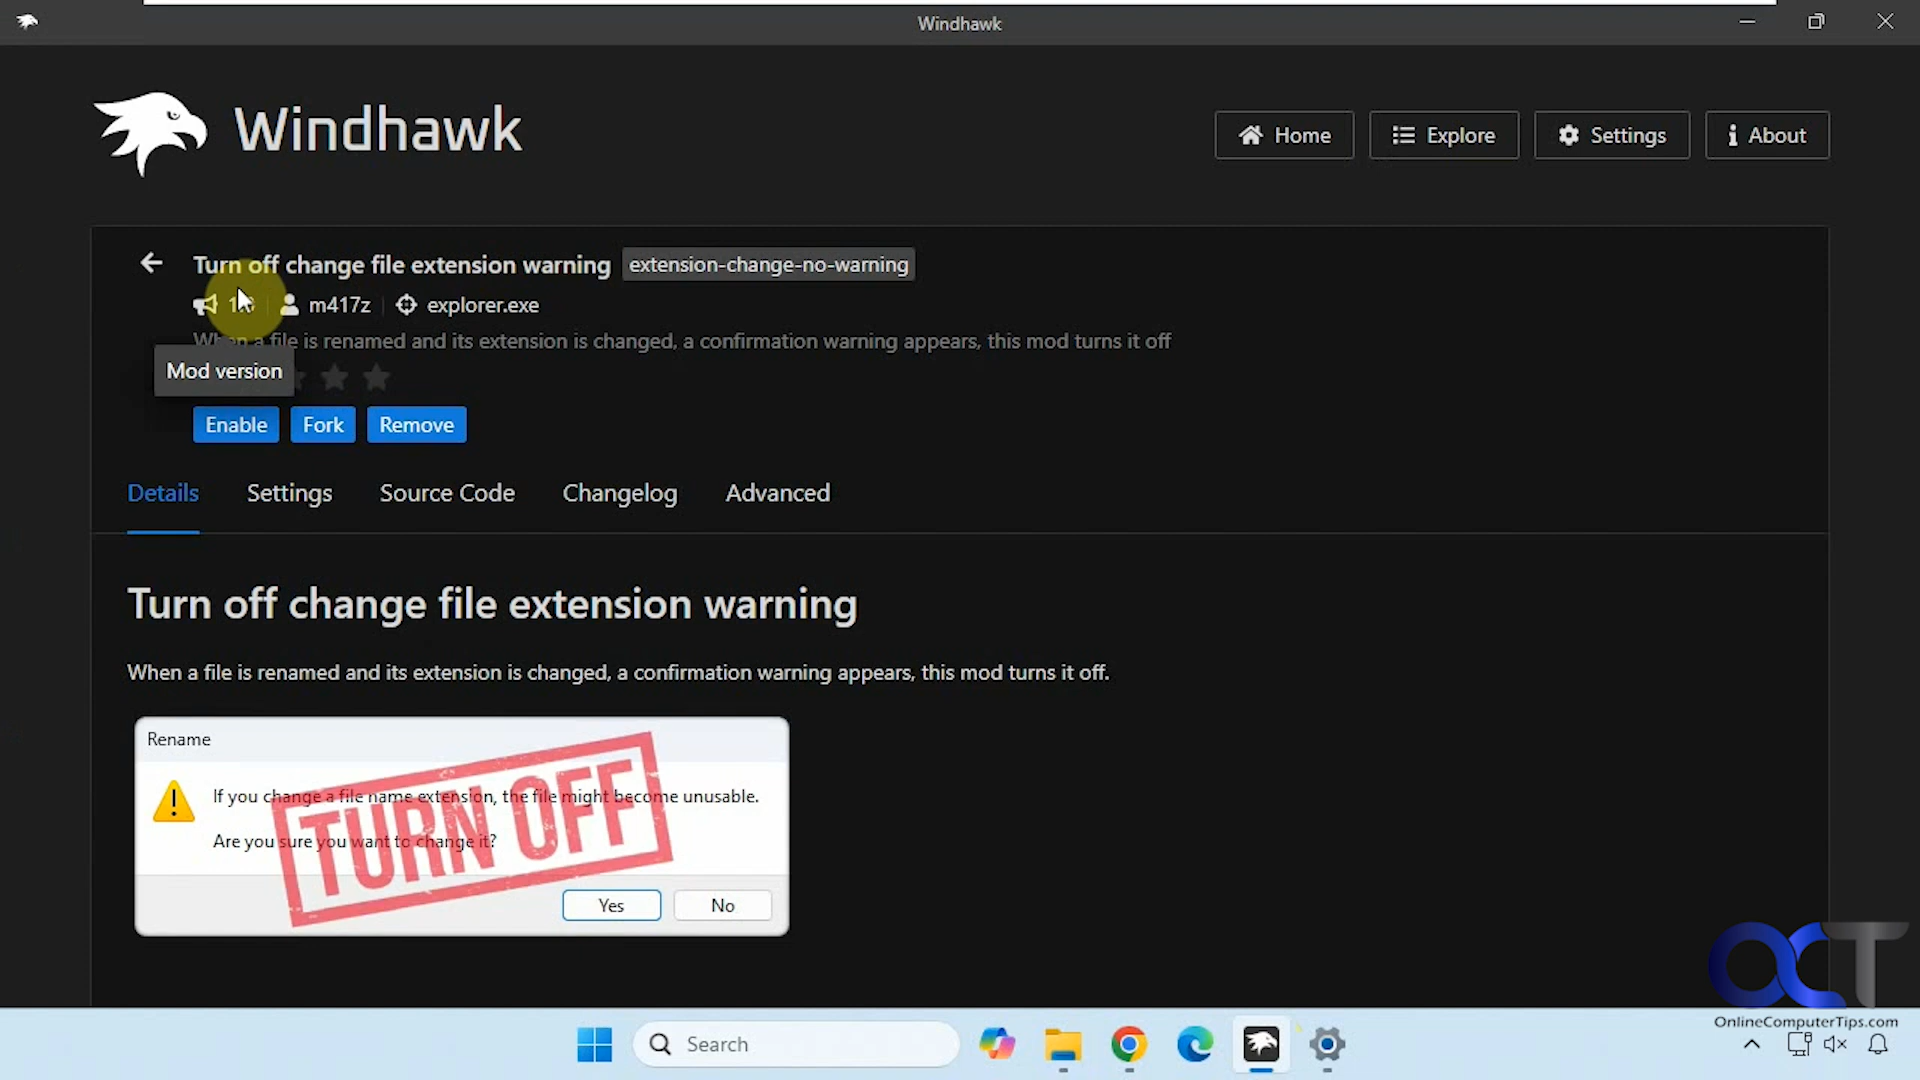 Windhawk
Windhawk
Home
Explore
Settings
About
Turn off change file extension warning
extension-change-no-warning
m417z
explorer.exe
When a file is renamed and its extension is changed, a confirmation warning appears, this mod turns it off
Mod version
Enable
Fork
Remove
Details
Settings
Source Code
Changelog
Advanced
Turn off change file extension warning
When a file is renamed and its extension is changed, a confirmation warning appears, this mod turns it off.
Rename
If you change a file name extension, the file might become unusable.
Are you sure you want to change it?
TURN OFF
Yes
No
OCT
OnlineComputerTips.com
Search